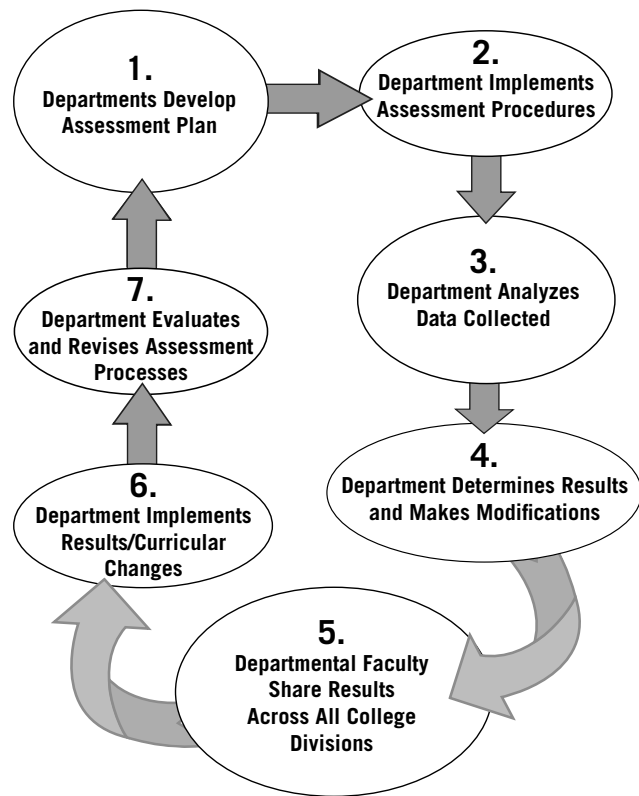 1.
Departments Develop
Assessment Plan
2.
Department Implements
Assessment Procedures
3.
Department Analyzes
Data Collected
4.
Department Determines Results
and Makes Modifications
5.
Departmental Faculty
Share Results
Across All College
Divisions
6.
Department Implements
Results/Curricular
Changes
7.
Department Evaluates
and Revises Assessment
Processes